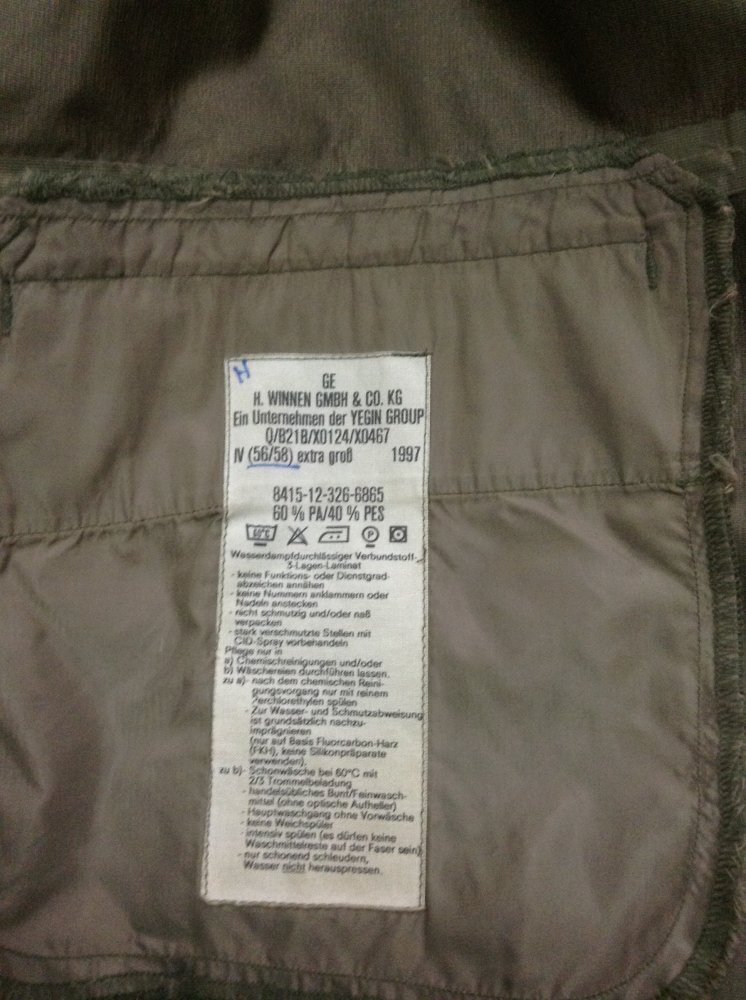 H
GE
H. WINNEN GMBH & CO. KG
Ein Unternehmen der YEGIN GROUP
Q/B21B/X0124/X0467
IV (56/58) extra groß 1997
8415-12-326-6865
60 % PA/40 % PES
60°C P
Wasserdampfdurchlässiger Verbundstoff-
3-Lagen-Laminat
- keine Funktions- oder Dienstgrad-
abzeichen annähen
- keine Nummern anklammern oder
Nadeln anstecken
- nicht schmutzig und/oder naß
verpacken
- stark verschmutzte Stellen mit
CID-Spray vorbehandeln
Pflege nur in
a) Chemischreinigungen und/oder
b) Wäschereien durchführen lassen.
zu a)- nach dem chemischen Reini-
gungsvorgang nur mit reinem
Perchlorethylen spülen
- Zur Wasser- und Schmutzabweisung
ist grundsätzlich nachzu-
imprägnieren
(nur auf Basis Fluorcarbon-Harz
(FKH), keine Silikonpräparate
verwenden).
zu b)- Schonwäsche bei 60°C mit
2/3 Trommelbeladung
- handelsübliches Bunt/Feinwasch-
mittel (ohne optische Aufheller)
- Hauptwaschgang ohne Vorwäsche
- keine Weichspüler
- intensiv spülen (es dürfen keine
Waschmittelreste auf der Faser sein)
- nur schonend schleudern,
Wasser nicht herauspressen.